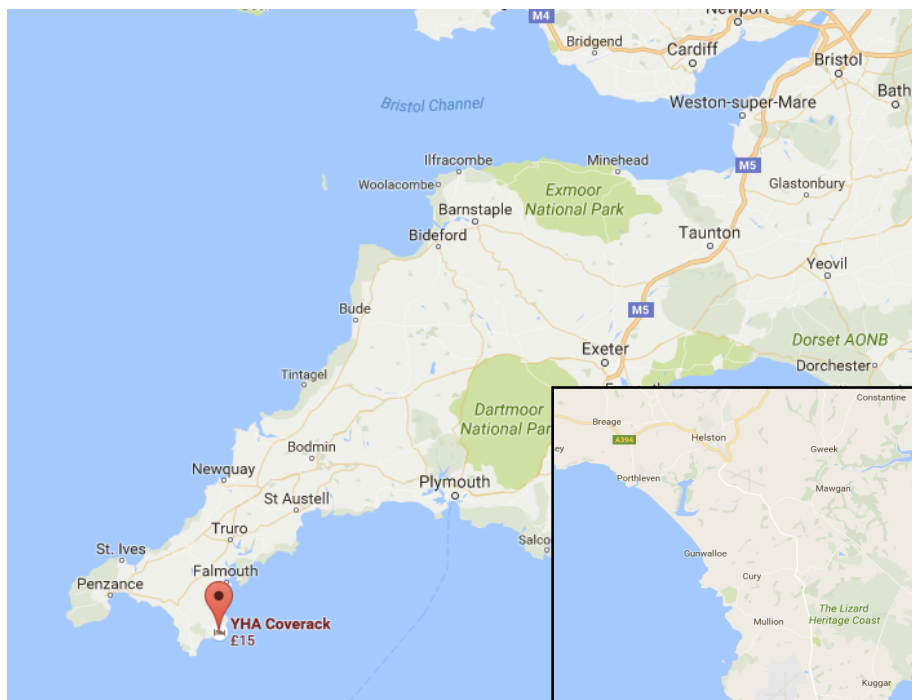 M4
Newport
Bridgend
Cardiff
Bristol
Bath
Bristol Channel
Weston-super-Mare
Ilfracombe
Minehead
M5
Woolacombe
Exmoor
National Park
Glastonbury
Barnstaple
Bideford
Taunton
Yeovil
M5
Bude
Dorset AONB
Exeter
Dorchester
Tintagel
Dartmoor
National Par
Bodmin
Newquay
Plymouth
St Austell
Truro
Salco
St. Ives
Falmouth
Penzance
YHA Coverack
£15
Constantine
Breage
A394
Helston
ey
Gweek
Porthleven
Mawgan
Gunwalloe
Cury
The Lizard
Heritage Coast
Mullion
Kuggar